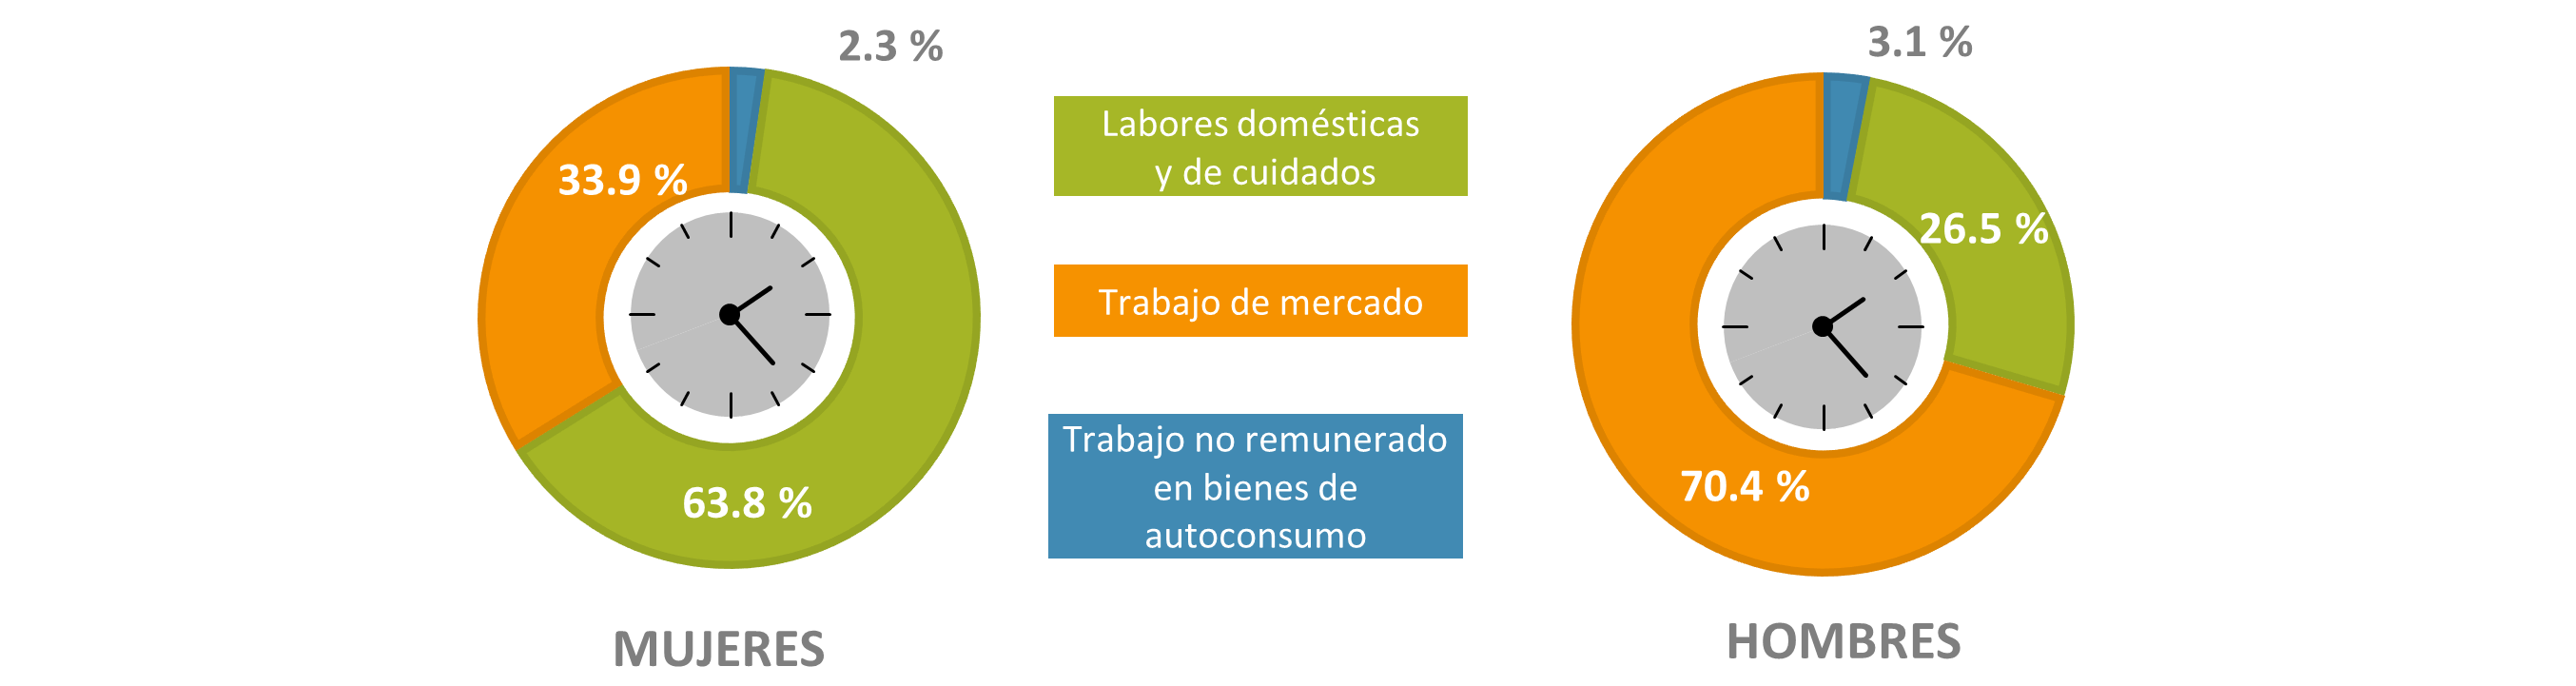 2.3 %
33.9 %
63.8 %
MUJERES
Labores domésticas
y de cuidados
Trabajo de mercado
Trabajo no remunerado
en bienes de
autoconsumo
3.1 %
26.5 %
70.4 %
HOMBRES